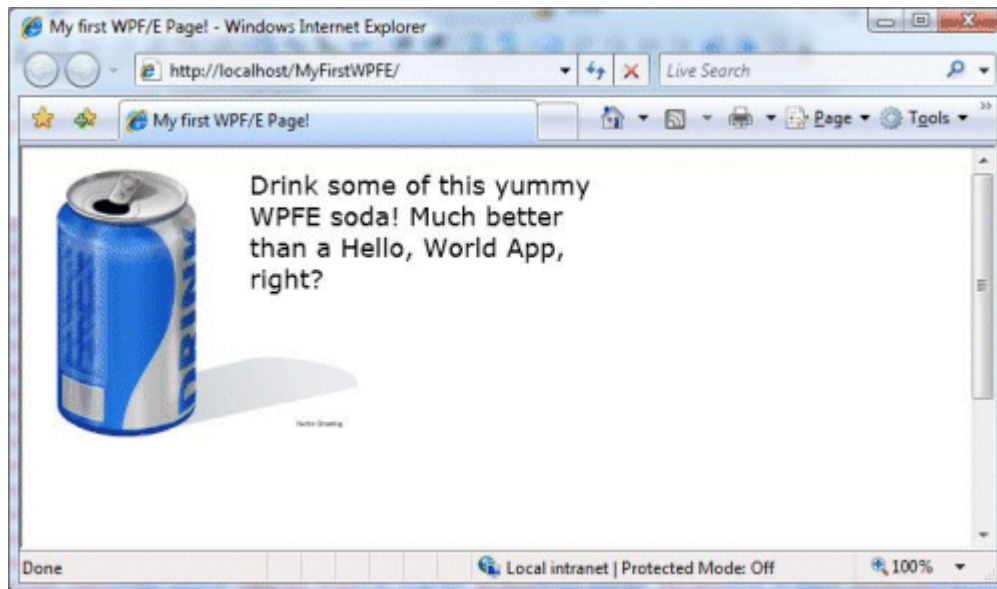 My first WPF/E Page! - Windows Internet Explorer
http://localhost/MyFirstWPFE/
Live Search
My first WPF/E Page!
Page
Tools
Drink some of this yummy
WPFE soda! Much better
than a Hello, World App,
right?
DRINK
Vector Drawing
Done
Local intranet | Protected Mode: Off
100%